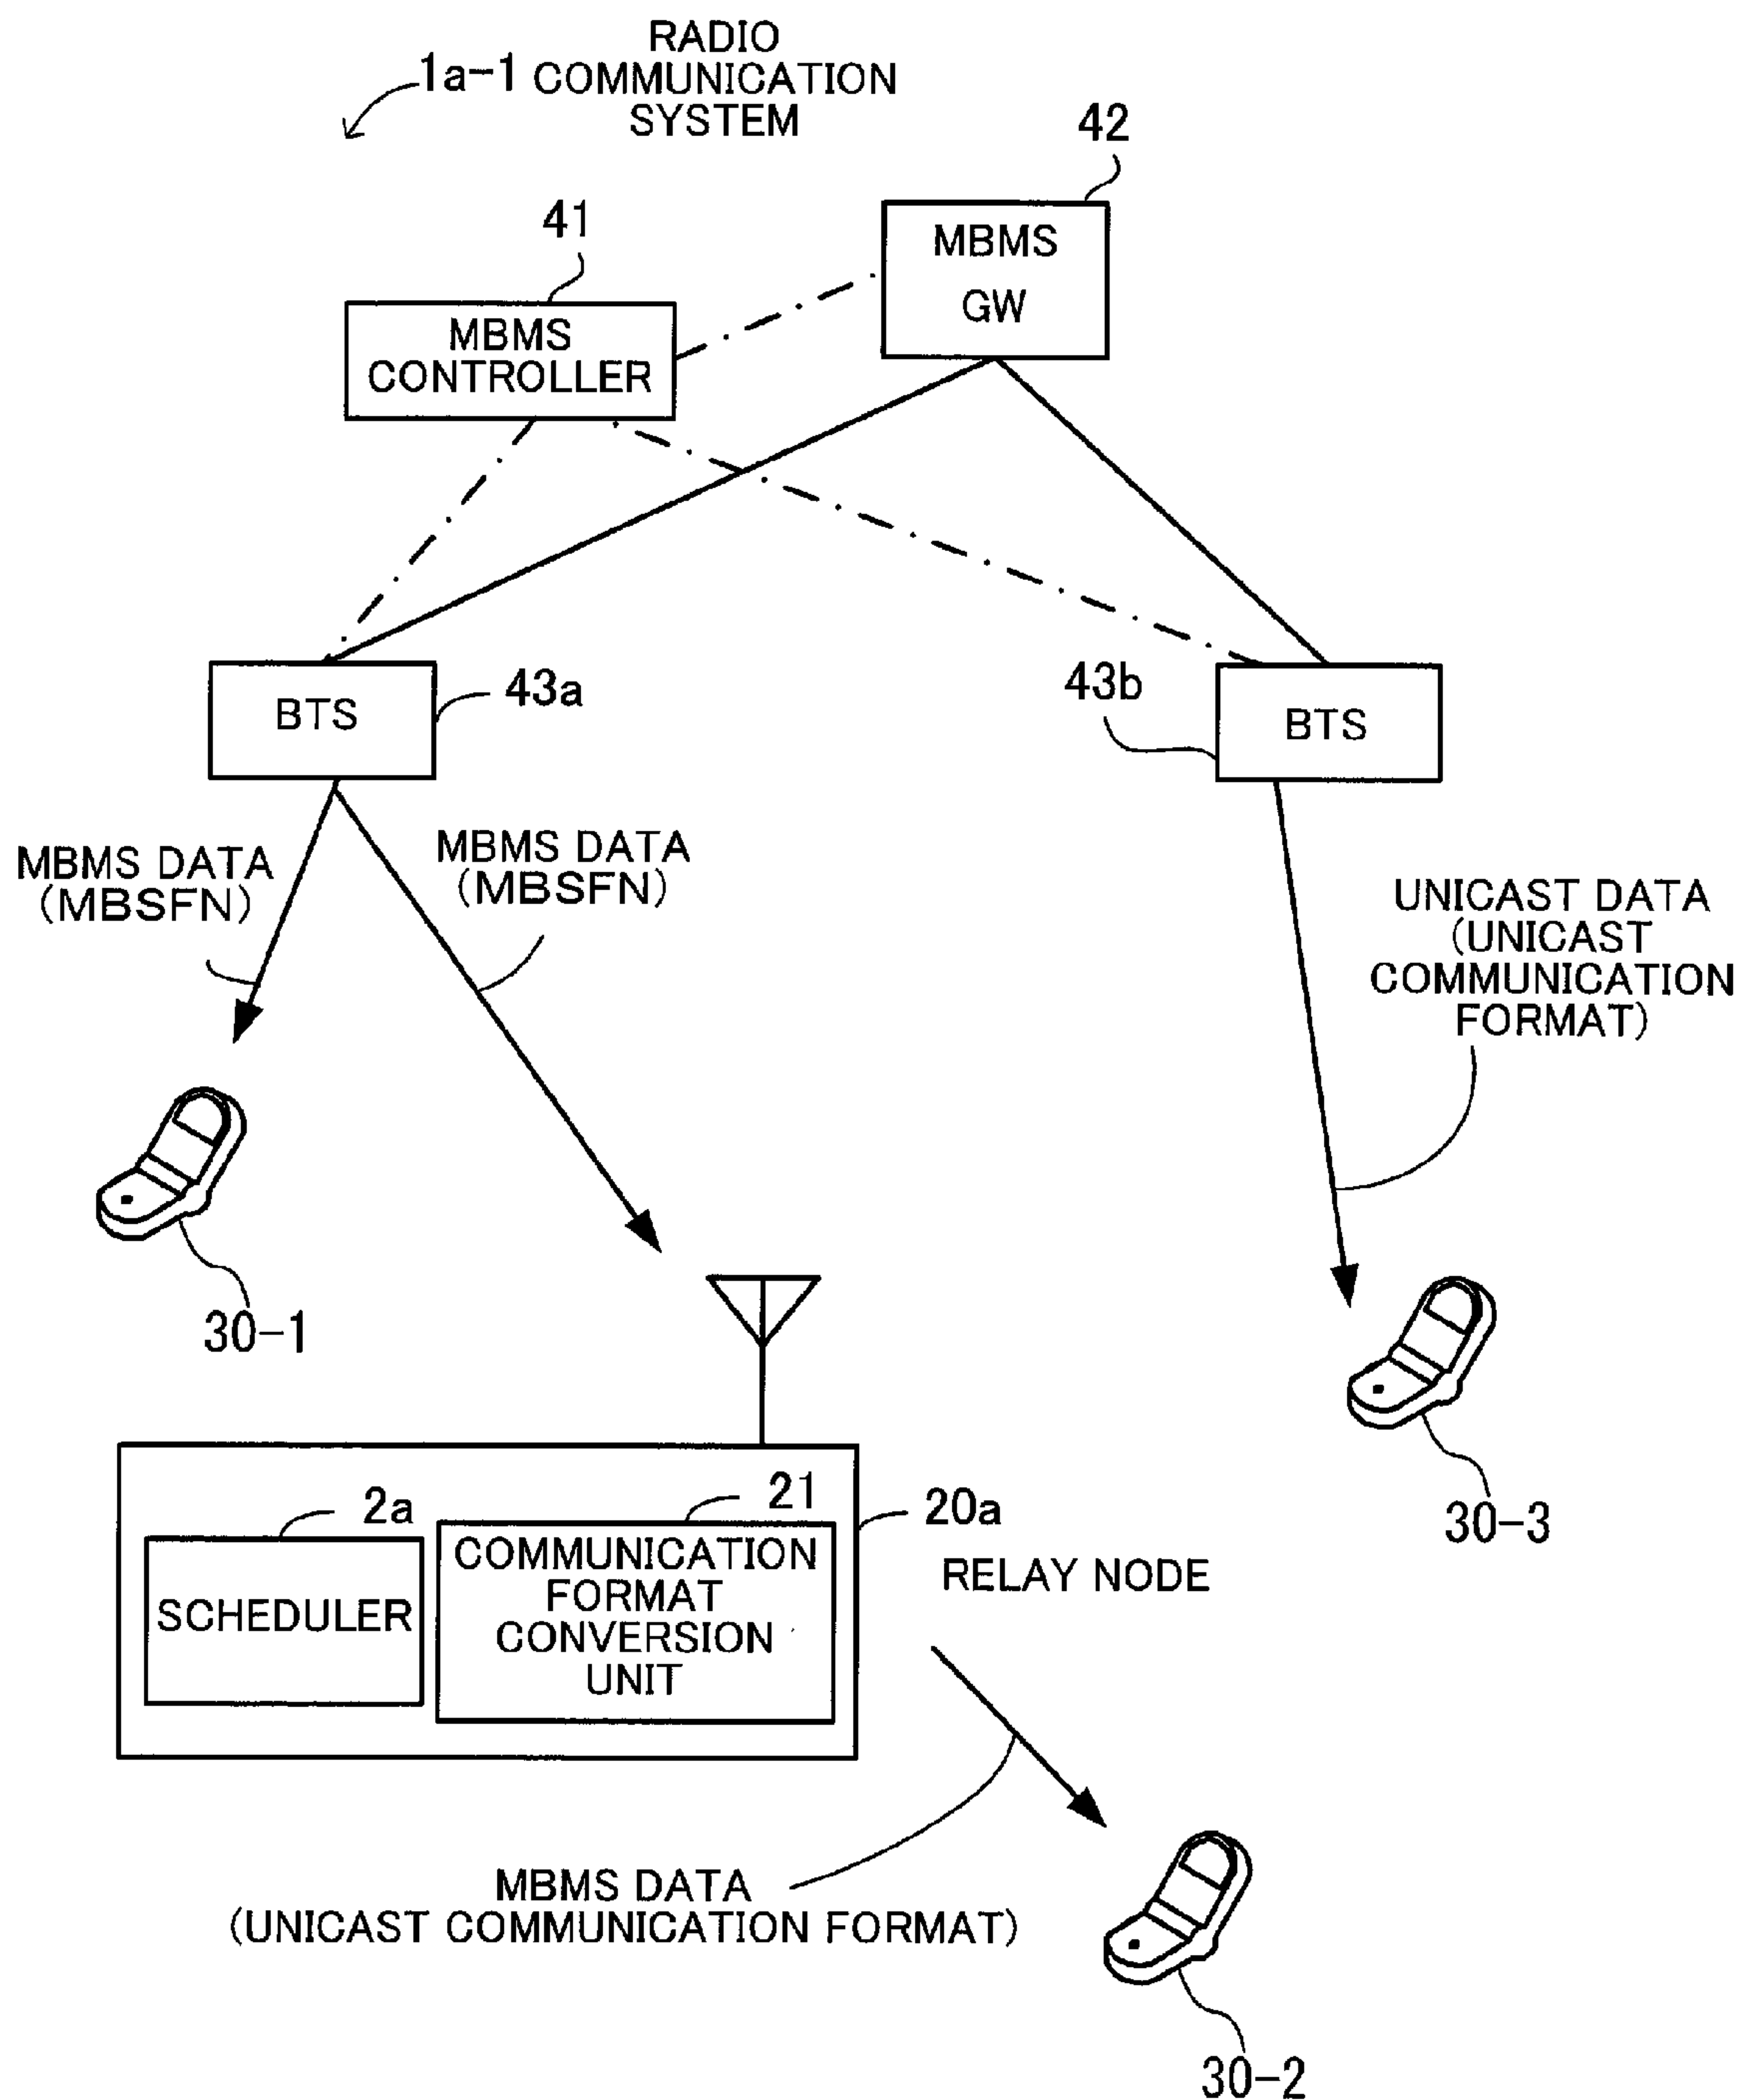 RADIO
1a-1 COMMUNICATION
SYSTEM
42
41
MBMS
GW
MBMS
CONTROLLER
43a
43b
BTS
BTS
MBMS DATA
(MBSFN)
MBMS DATA
(MBSFN)
UNICAST DATA
(UNICAST
COMMUNICATION
FORMAT)
30-1
30-3
2a
21
20a
SCHEDULER
COMMUNICATION
FORMAT
CONVERSION
UNIT
RELAY NODE
MBMS DATA
(UNICAST COMMUNICATION FORMAT)
30-2